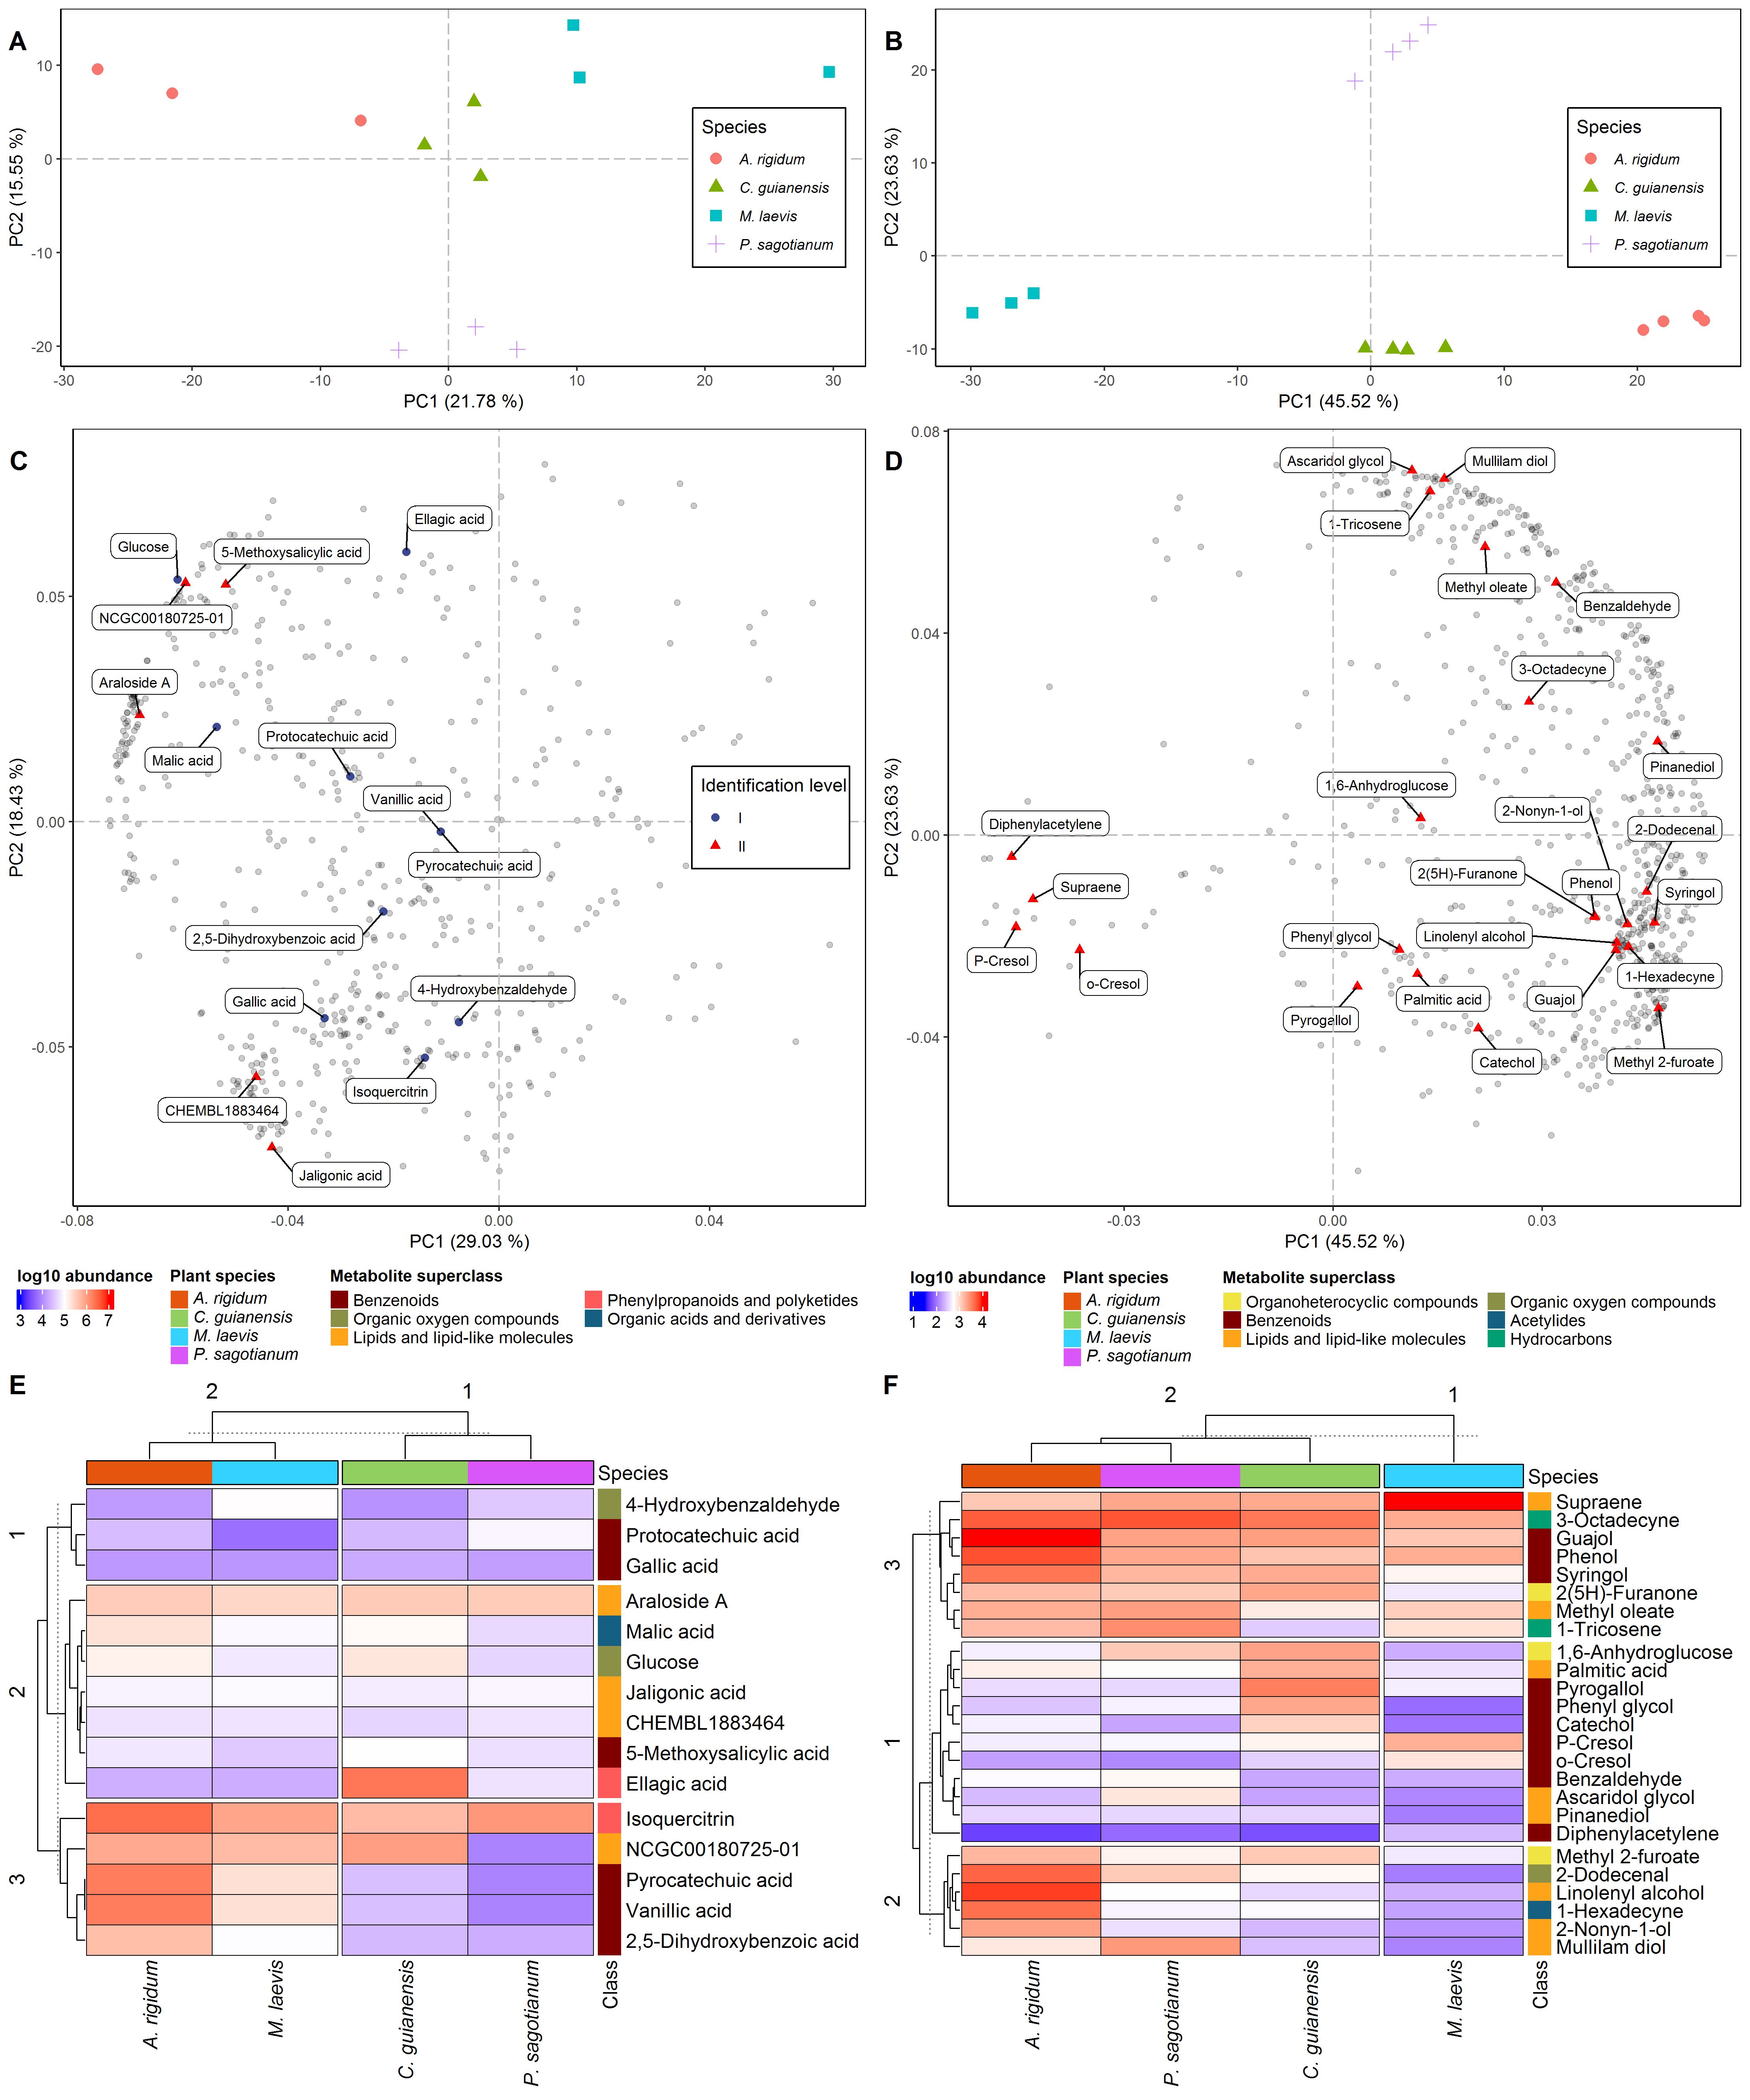 A
10
0
-10
-20
PC2 (15.55 %)
-30
-20
-10
0
10
20
30
PC1 (21.78 %)
Species
A. rigidum
C. guianensis
M. laevis
P. sagotianum
B
20
10
0
-10
PC2 (23.63 %)
-30
-20
-10
0
10
20
PC1 (45.52 %)
Species
A. rigidum
C. guianensis
M. laevis
P. sagotianum
C
0.05
0.00
-0.05
PC2 (18.43 %)
Ellagic acid
Glucose
5-Methoxysalicylic acid
NCGC00180725-01
Araloside A
Malic acid
Protocatechuic acid
Vanillic acid
Pyrocatechuic acid
2,5-Dihydroxybenzoic acid
Gallic acid
4-Hydroxybenzaldehyde
Isoquercitrin
CHEMBL1883464
Jaligonic acid
Identification level
I
II
-0.08
-0.04
0.00
0.04
PC1 (29.03 %)
D
0.08
0.04
0.00
-0.04
PC2 (23.63 %)
Ascaridol glycol
Mullilam diol
1-Tricosene
Methyl oleate
Benzaldehyde
3-Octadecyne
Pinanediol
1,6-Anhydroglucose
2-Nonyn-1-ol
2-Dodecenal
Diphenylacetylene
2(5H)-Furanone
Phenol
Syringol
Supraene
Phenyl glycol
Linolenyl alcohol
P-Cresol
o-Cresol
1-Hexadecyne
Palmitic acid
Guajol
Pyrogallol
Catechol
Methyl 2-furoate
-0.03
0.00
0.03
PC1 (45.52 %)
log10 abundance
3 4 5 6 7
Plant species
A. rigidum
C. guianensis
M. laevis
P. sagotianum
Metabolite superclass
Benzenoids
Organic oxygen compounds
Lipids and lipid-like molecules
Phenylpropanoids and polyketides
Organic acids and derivatives
log10 abundance
1 2 3 4
Plant species
A. rigidum
C. guianensis
M. laevis
P. sagotianum
Metabolite superclass
Organoheterocyclic compounds
Benzenoids
Lipids and lipid-like molecules
Organic oxygen compounds
Acetylides
Hydrocarbons
E
2
1
Species
1
2
3
4-Hydroxybenzaldehyde
Protocatechuic acid
Gallic acid
Araloside A
Malic acid
Glucose
Jaligonic acid
CHEMBL1883464
5-Methoxysalicylic acid
Ellagic acid
Isoquercitrin
NCGC00180725-01
Pyrocatechuic acid
Vanillic acid
2,5-Dihydroxybenzoic acid
A. rigidum
M. laevis
C. guianensis
P. sagotianum
Class
F
2
1
Species
3
1
2
Supraene
3-Octadecyne
Guajol
Phenol
Syringol
2(5H)-Furanone
Methyl oleate
1-Tricosene
1,6-Anhydroglucose
Palmitic acid
Pyrogallol
Phenyl glycol
Catechol
P-Cresol
o-Cresol
Benzaldehyde
Ascaridol glycol
Pinanediol
Diphenylacetylene
Methyl 2-furoate
2-Dodecenal
Linolenyl alcohol
1-Hexadecyne
2-Nonyn-1-ol
Mullilam diol
A. rigidum
P. sagotianum
C. guianensis
M. laevis
Class